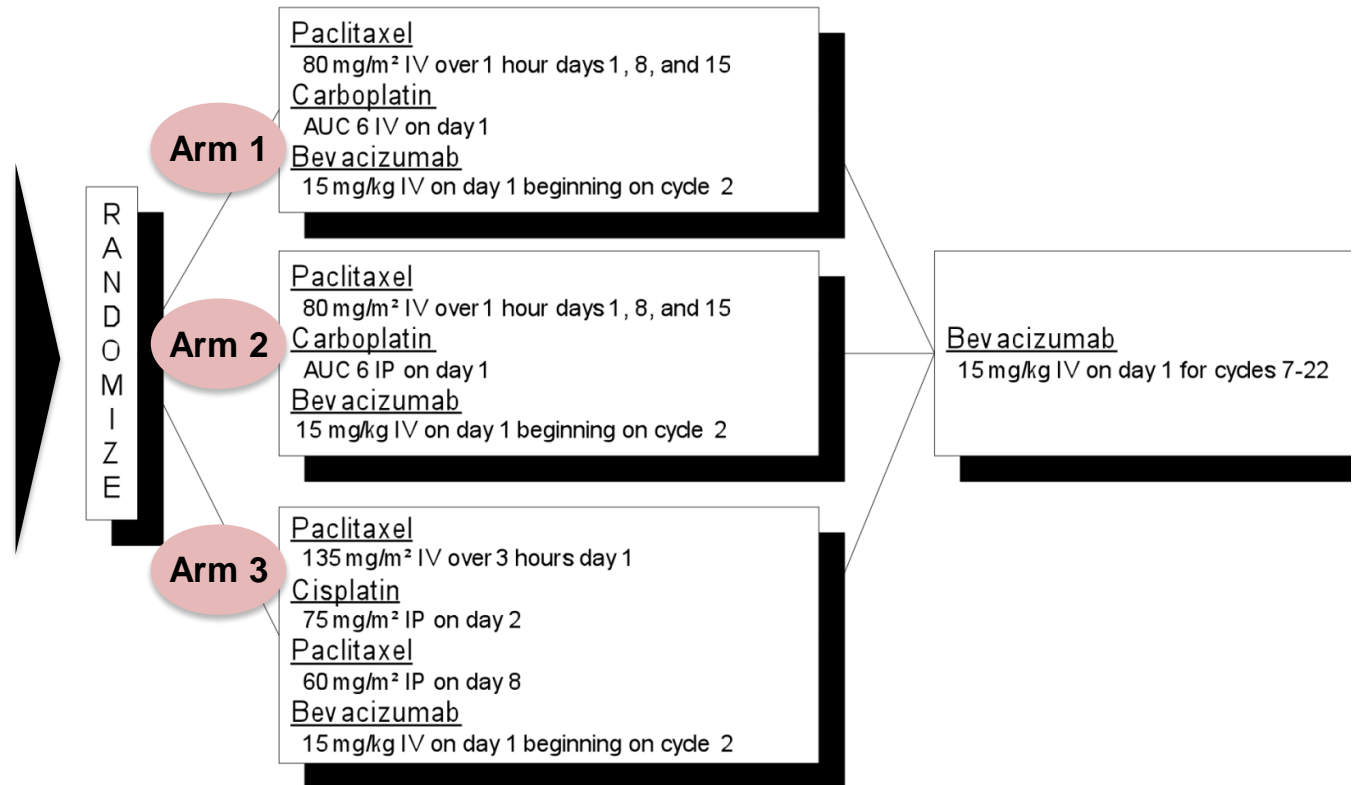 RANDOMIZE
Arm 1
Paclitaxel
80 mg/m² IV over 1 hour days 1, 8, and 15
Carboplatin
AUC 6 IV on day 1
Bevacizumab
15 mg/kg IV on day 1 beginning on cycle 2
Arm 2
Paclitaxel
80 mg/m² IV over 1 hour days 1, 8, and 15
Carboplatin
AUC 6 IP on day 1
Bevacizumab
15 mg/kg IV on day 1 beginning on cycle 2
Arm 3
Paclitaxel
135 mg/m² IV over 3 hours day 1
Cisplatin
75 mg/m² IP on day 2
Paclitaxel
60 mg/m² IP on day 8
Bevacizumab
15 mg/kg IV on day 1 beginning on cycle 2
Bevacizumab
15 mg/kg IV on day 1 for cycles 7-22